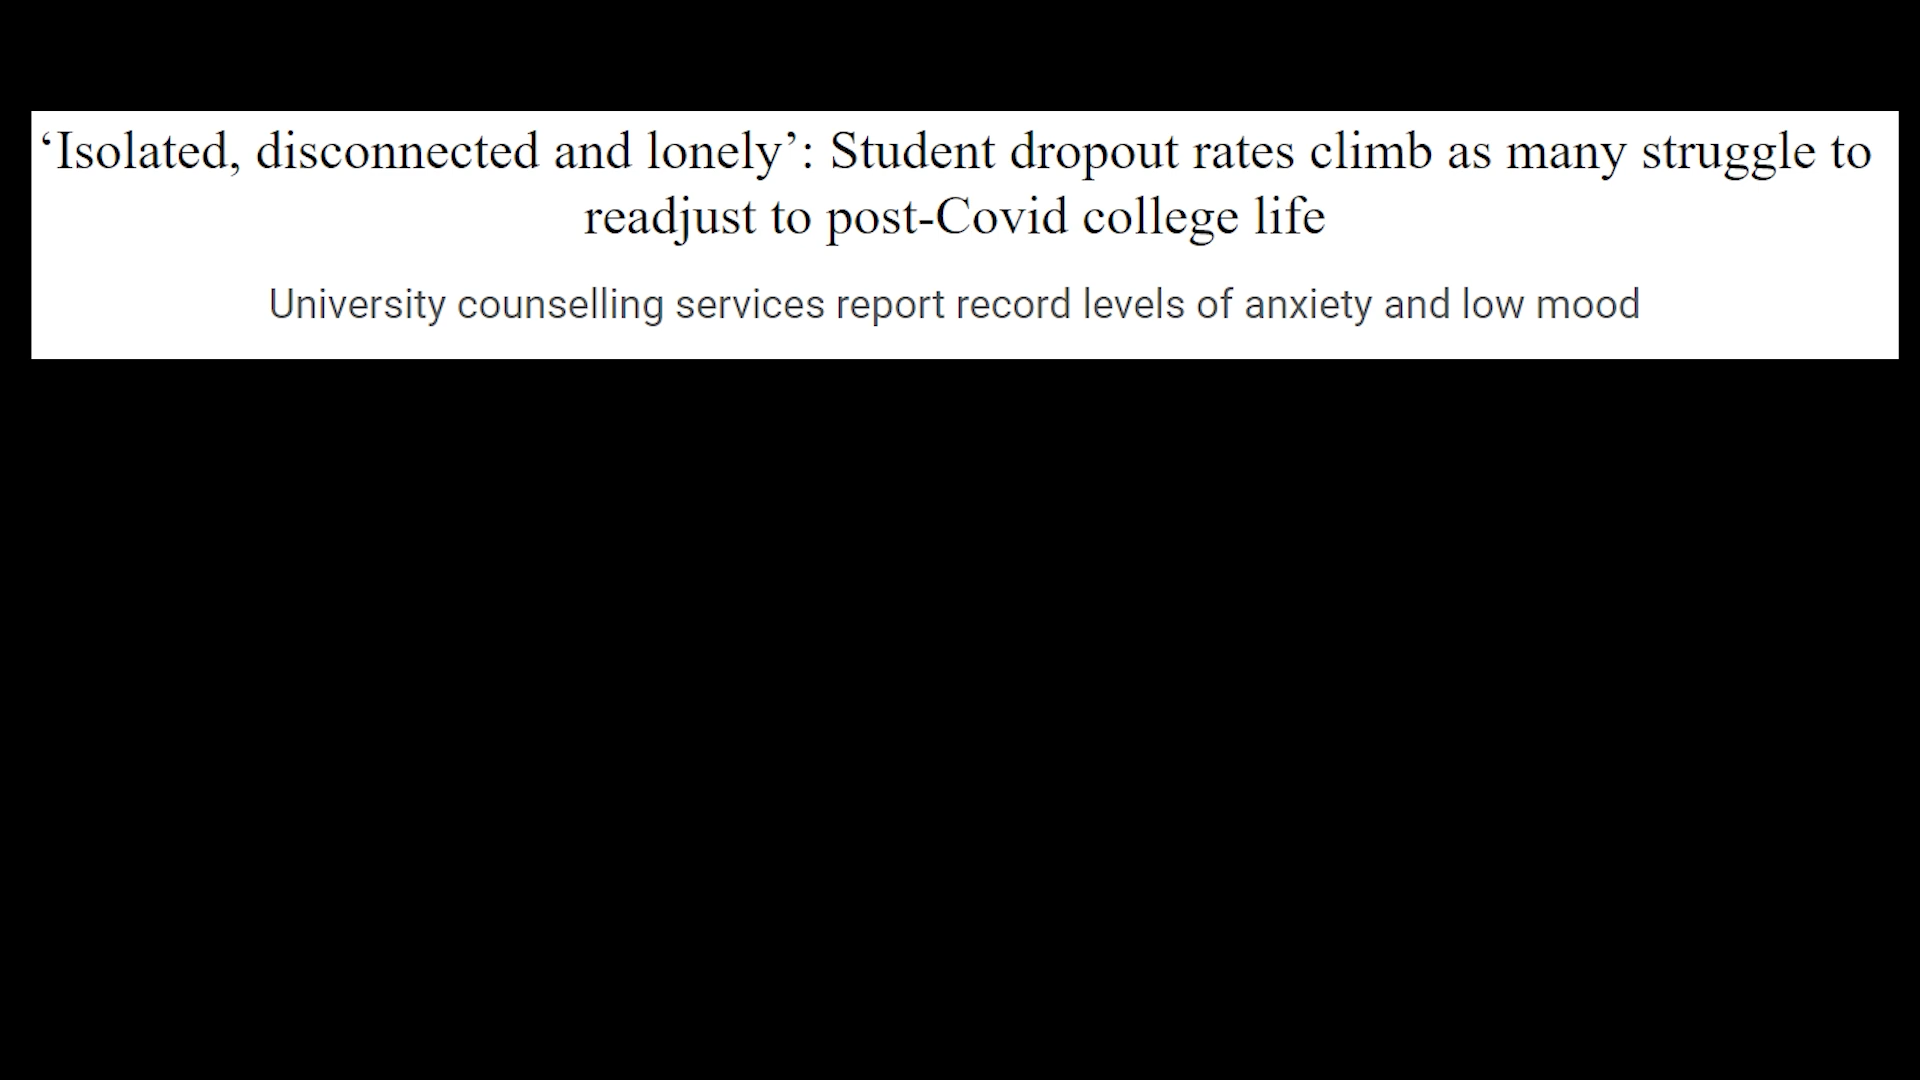 ‘Isolated, disconnected and lonely’: Student dropout rates climb as many struggle to
readjust to post-Covid college life
University counselling services report record levels of anxiety and low mood